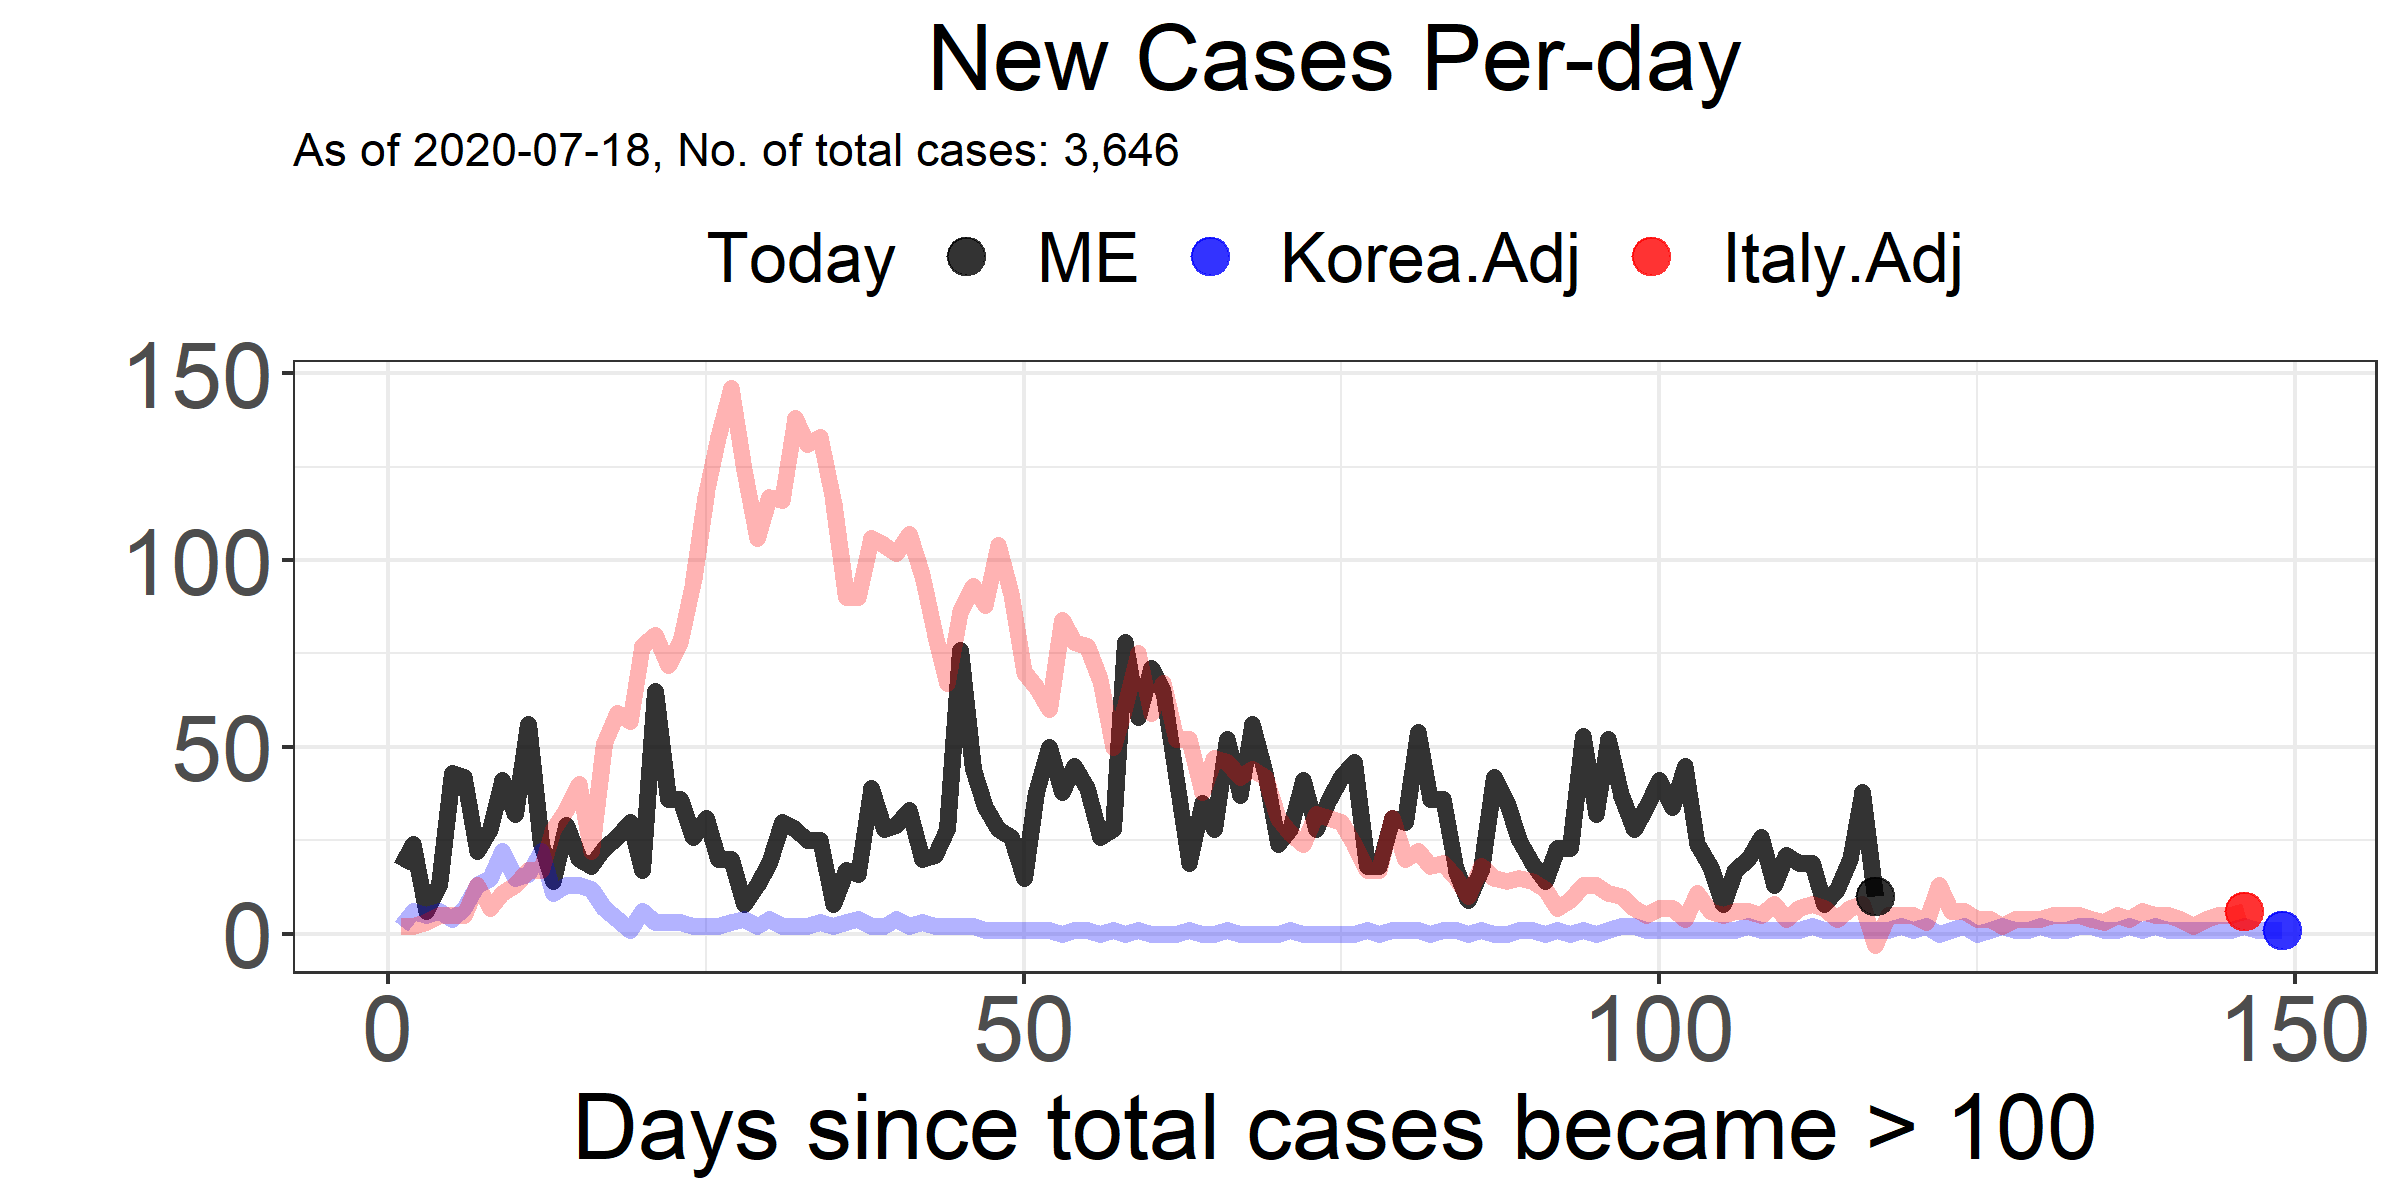 New Cases Per-day
As of 2020-07-18, No. of total cases: 3,646
Today ME Korea.Adj Italy.Adj
150
100
50
0
0 50 100 150
Days since total cases became > 100